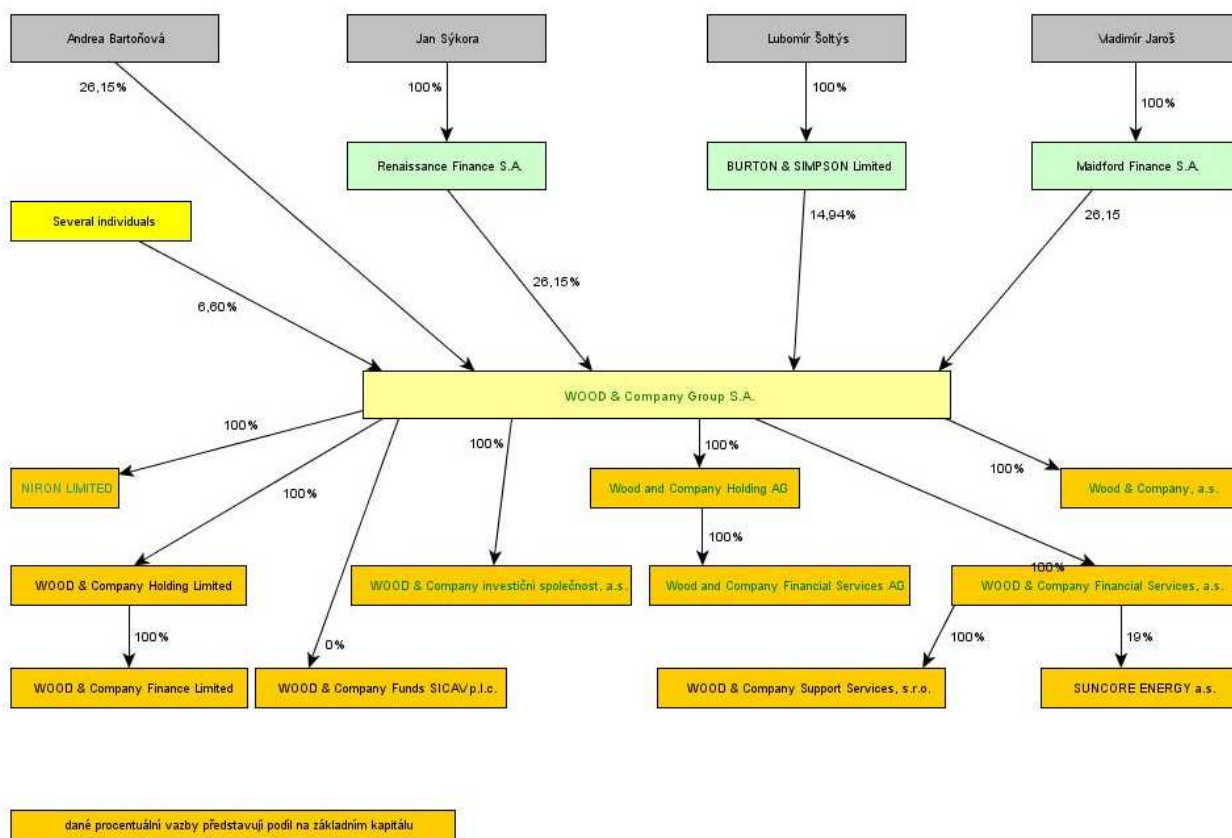 Andrea Bartoňová
Jan Sýkora
Lubomír Šoltýs
Vladimír Jaroš
26,15%
100%
100%
100%
Renaissance Finance S.A.
BURTON & SIMPSON Limited
Maidford Finance S.A.
Several individuals
14,94%
26,15
26,15%
6,60%
WOOD & Company Group S.A.
100%
100%
100%
100%
NIRON LIMITED
Wood and Company Holding AG
Wood & Company, a.s.
100%
100%
100%
WOOD & Company Holding Limited
WOOD & Company investiční společnost, a.s.
Wood and Company Financial Services AG
WOOD & Company Financial Services, a.s.
100%
0%
100%
19%
WOOD & Company Finance Limited
WOOD & Company Funds SICAV p.l.c.
WOOD & Company Support Services, s.r.o.
SUNCORE ENERGY a.s.
dané procentuální vazby představují podíl na základním kapitálu